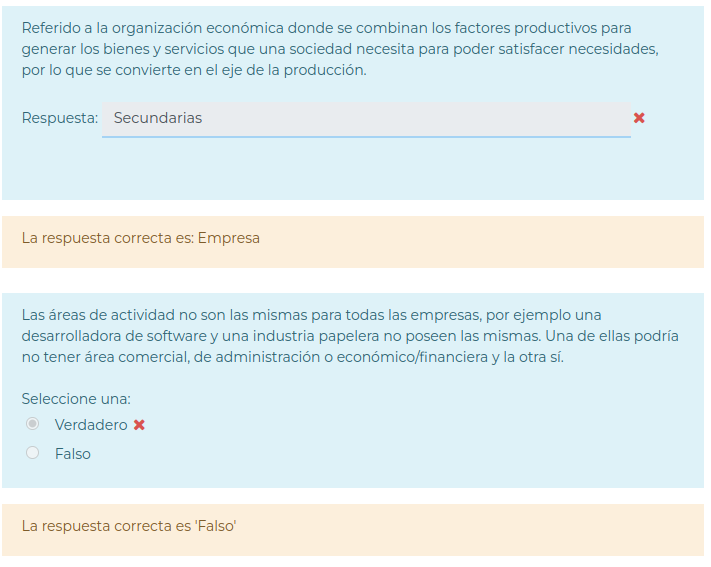 Referido a la organización económica donde se combinan los factores productivos para
generar los bienes y servicios que una sociedad necesita para poder satisfacer necesidades,
por lo que se convierte en el eje de la producción.
Respuesta: Secundarias
La respuesta correcta es: Empresa
Las áreas de actividad no son las mismas para todas las empresas, por ejemplo una
desarrolladora de software y una industria papelera no poseen las mismas. Una de ellas podría
no tener área comercial, de administración o económico/financiera y la otra sí.
Seleccione una:
Verdadero
Falso
La respuesta correcta es 'Falso'